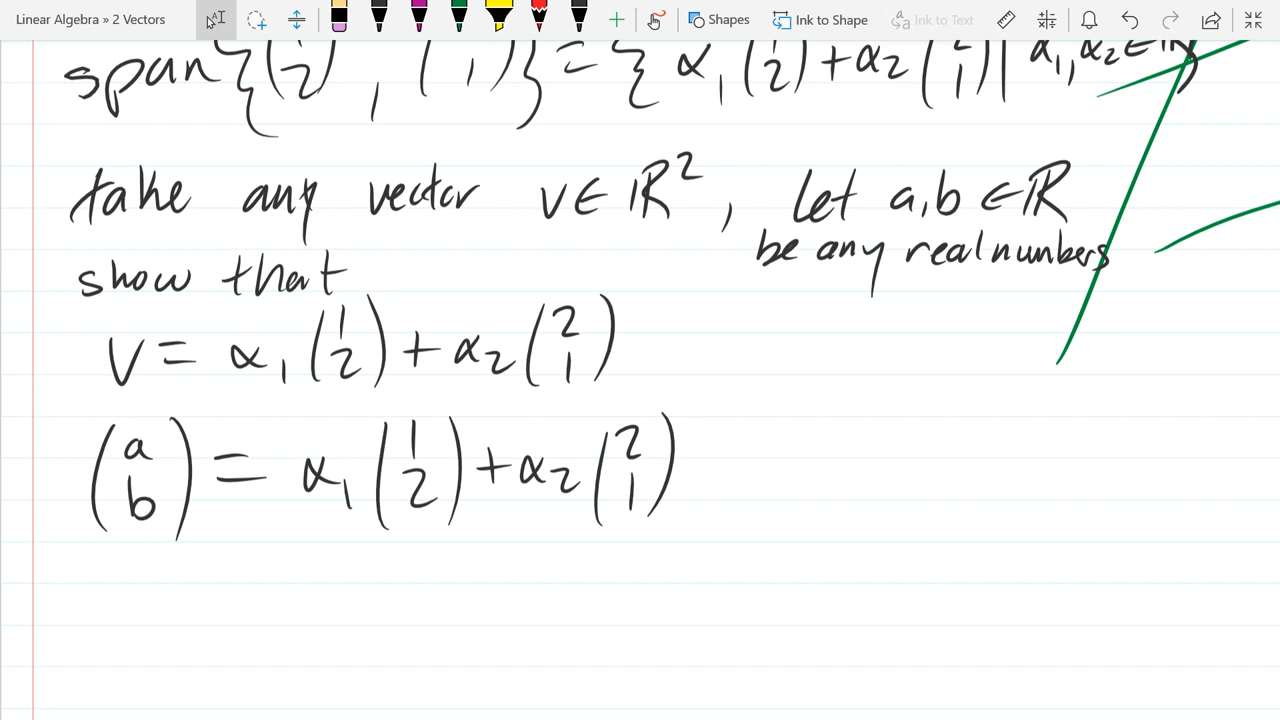 Linear Algebra » 2 Vectors
Shapes
Ink to Shape
Ink to Text
span{(1 2), (2 1)} = {α₁(1 2) + α₂(2 1) | α₁, α₂ ∈ ℝ}
take any vector v ∈ ℝ², Let a,b ∈ ℝ
be any real numbers
show that
v = α₁(1 2) + α₂(2 1)
(a b) = α₁(1 2) + α₂(2 1)